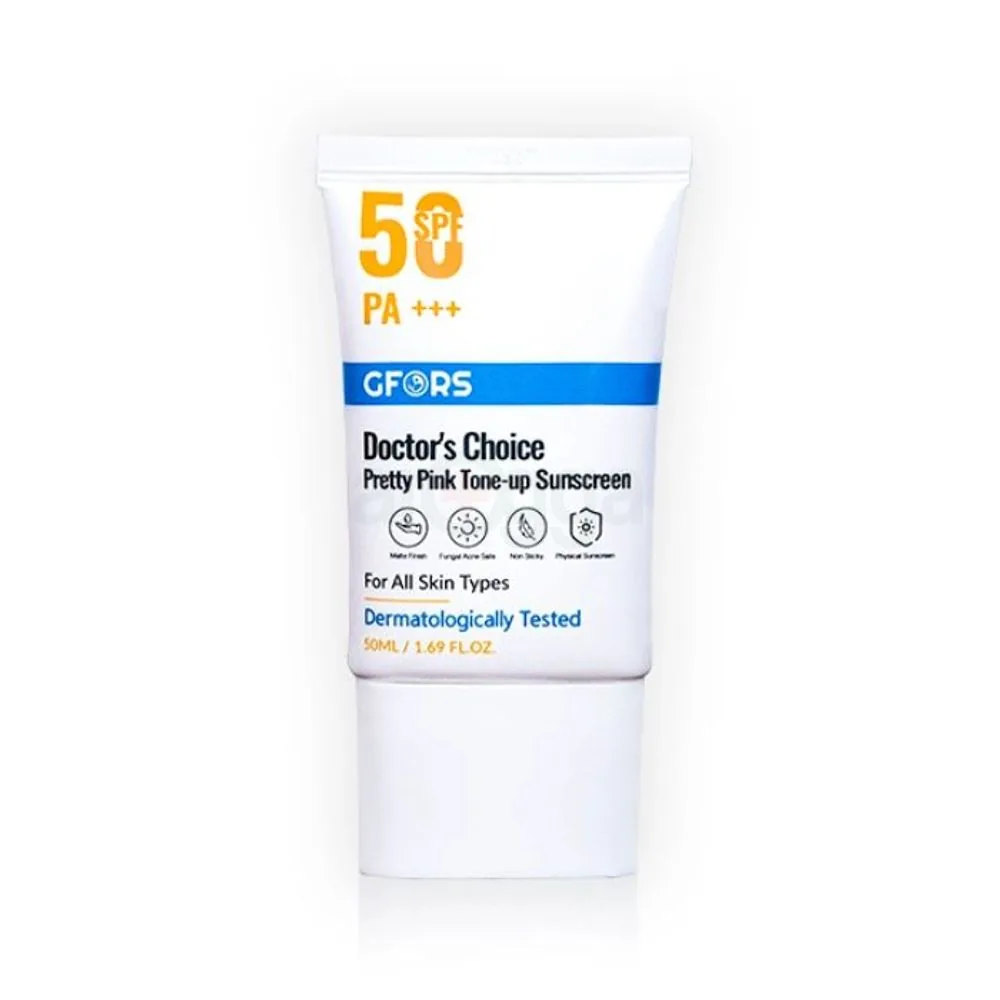 50
SPF
PA +++
GFORS
Doctor's Choice
Pretty Pink Tone-up Sunscreen
Matte Finish
Fungal Acne Safe
Non Sticky
Physical Sunscreen
For All Skin Types
Dermatologically Tested
50ML / 1.69 FL.OZ.